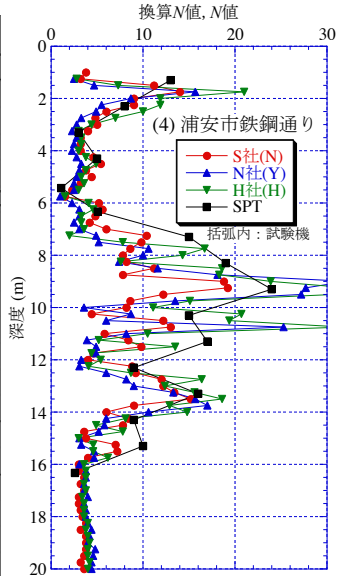 換算N値, N値
0 10 20 30
0
2
4
6
8
10
12
14
16
18
20
深度 (m)
(4) 浦安市鉄鋼通り
S社(N)
N社(Y)
H社(H)
SPT
括弧内：試験機